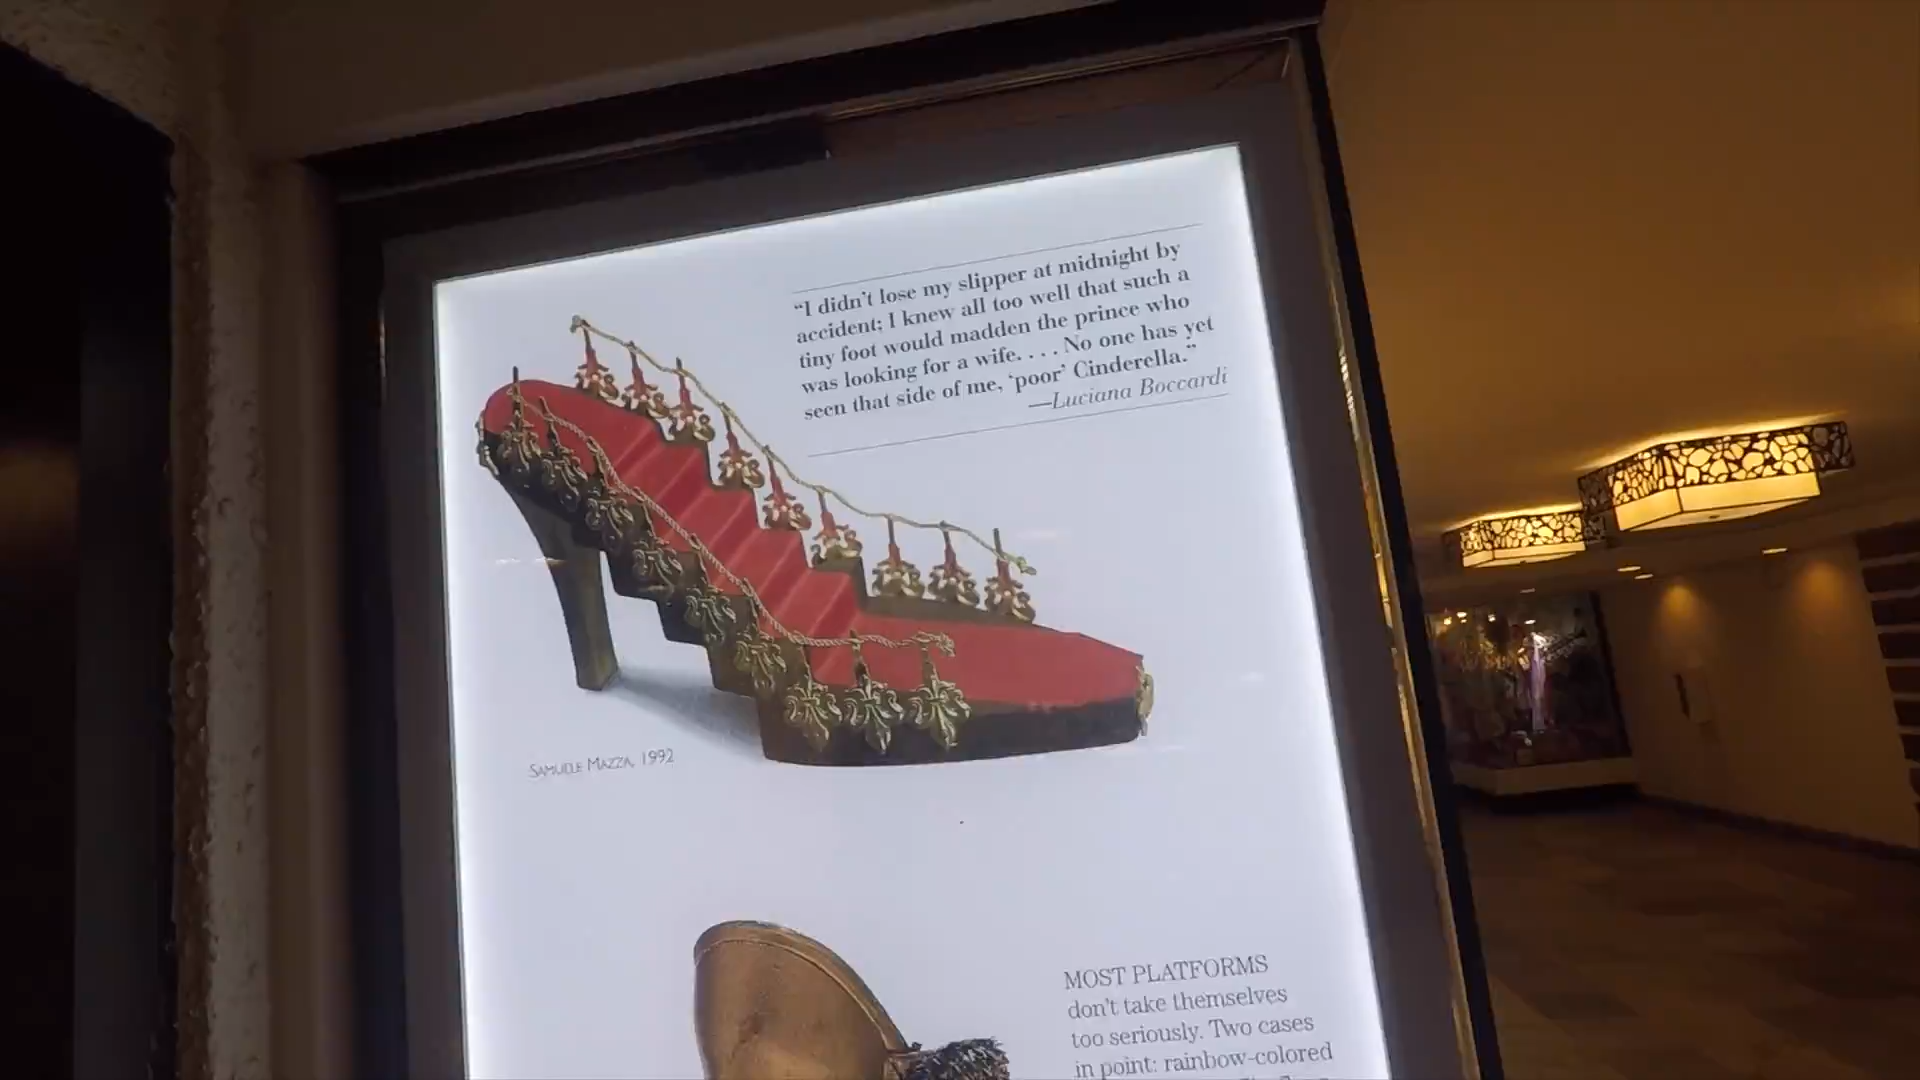 “I didn’t lose my slipper at midnight by
accident; I knew all too well that such a
tiny foot would madden the prince who
was looking for a wife. . . . No one has yet
seen that side of me, ‘poor’ Cinderella.”
—Luciana Boccardi
SAMUELE MAZZA, 1992
MOST PLATFORMS
don’t take themselves
too seriously. Two cases
in point: rainbow-colored